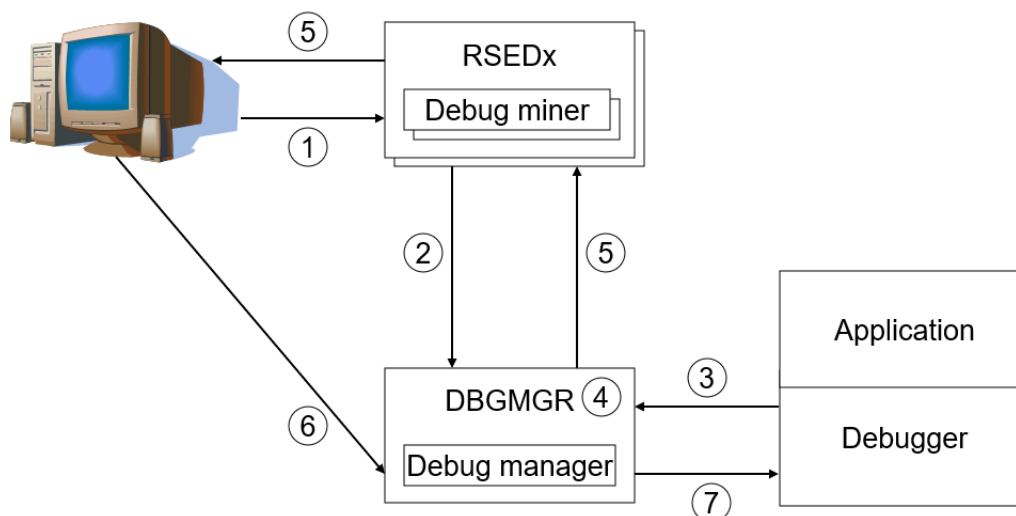 ⑤
RSEDx
Debug miner
①
②
⑤
Application
DBGMGR
④
③
⑥
Debugger
Debug manager
⑦